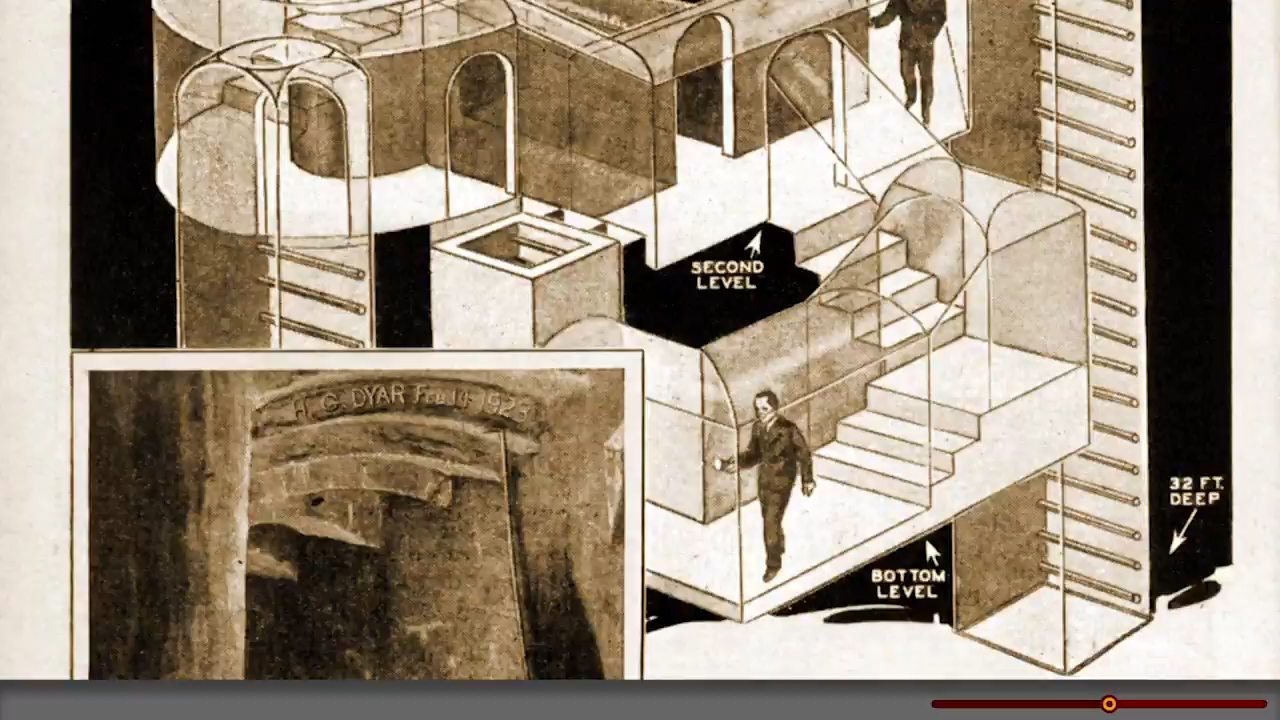 SECOND
LEVEL
H. G. DYAR FEB 14 1923
32 FT.
DEEP
BOTTOM
LEVEL